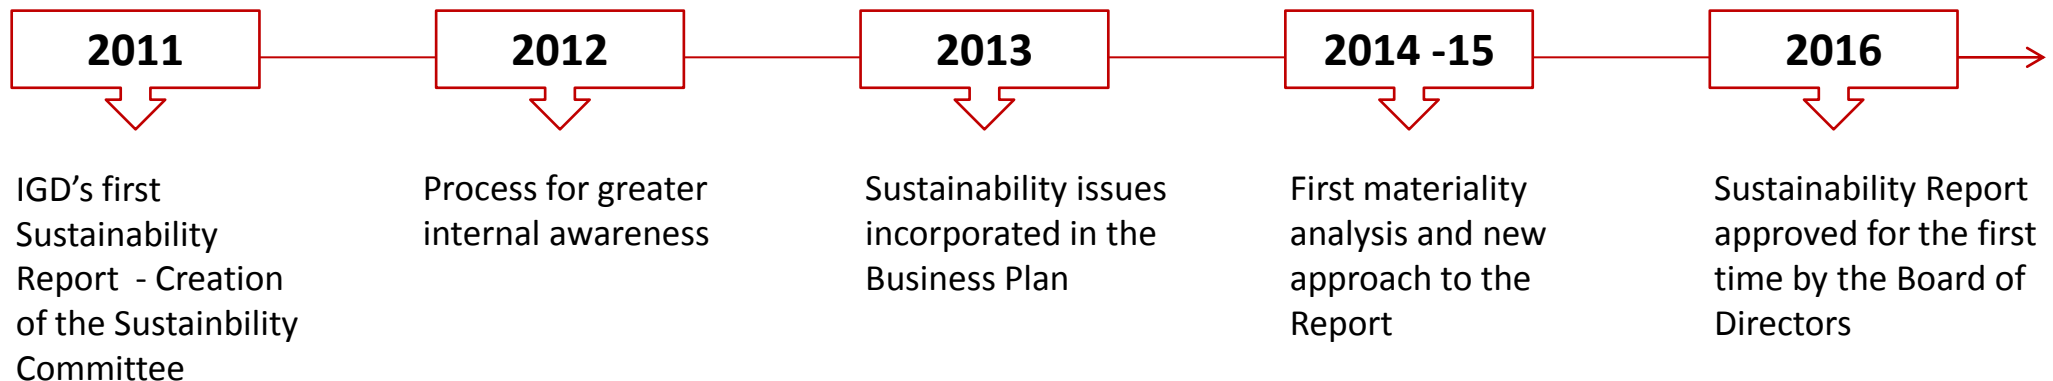 2011
2012
2013
2014 -15
2016
IGD’s first
Sustainability
Report - Creation
of the Sustainbility
Committee
Process for greater
internal awareness
Sustainability issues
incorporated in the
Business Plan
First materiality
analysis and new
approach to the
Report
Sustainability Report
approved for the first
time by the Board of
Directors